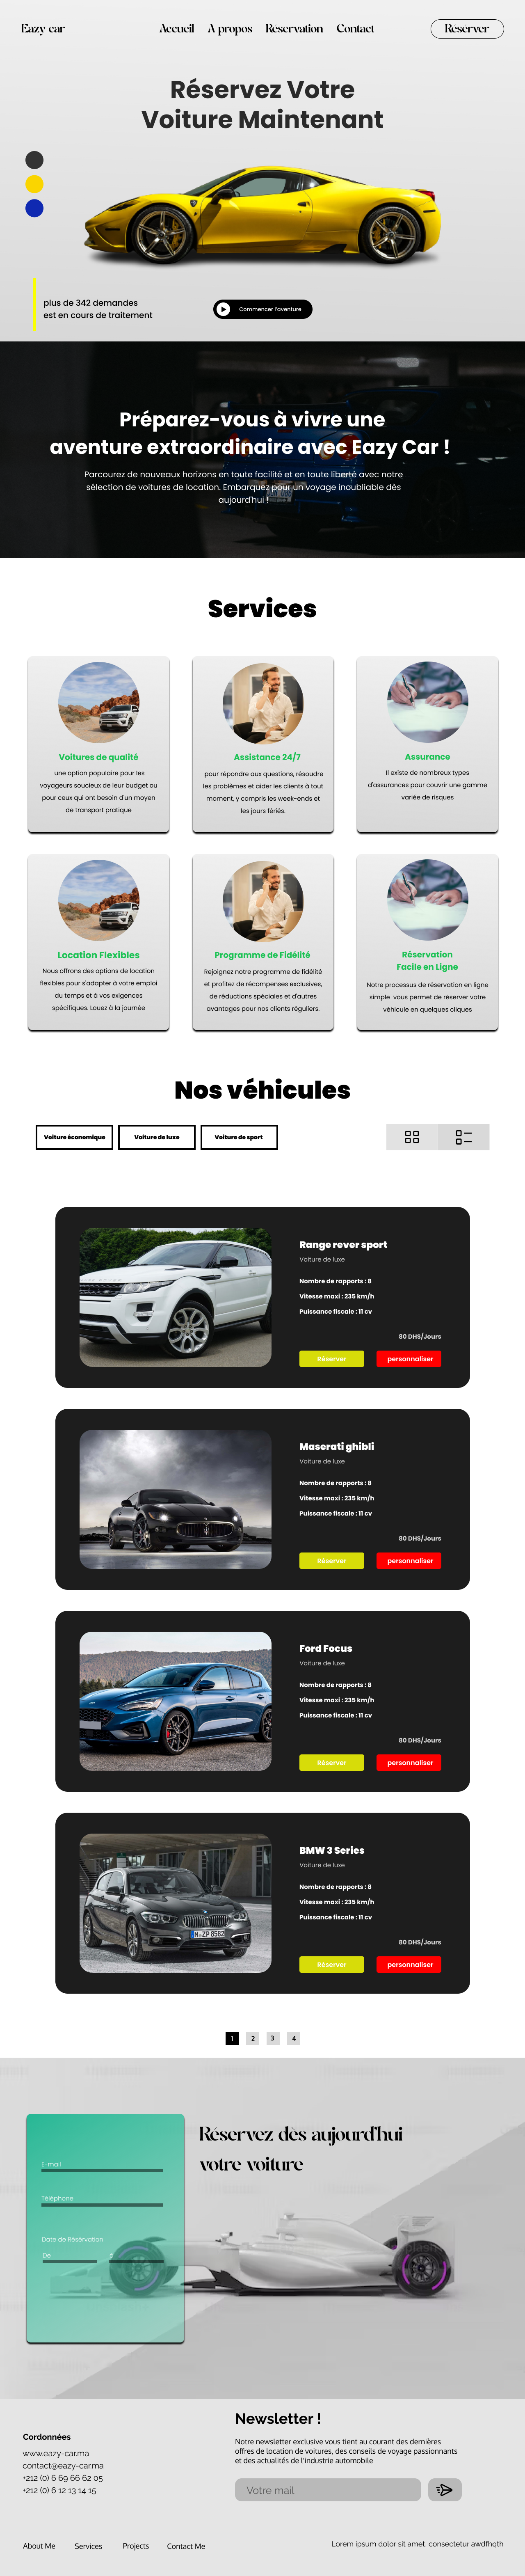 Eazy car
Accueil
A propos
Reservation
Contact
Résérver
Réservez Votre
Voiture Maintenant
plus de 342 demandes
est en cours de traitement
Commencer l'aventure
Préparez-vous à vivre une
aventure extraordinaire avec Eazy Car !
Parcourez de nouveaux horizons en toute facilité et en toute liberté avec notre
sélection de voitures de location. Embarquez pour un voyage inoubliable dès
aujourd'hui !
Services
Voitures de qualité
une option populaire pour les
voyageurs soucieux de leur budget ou
pour ceux qui ont besoin d'un moyen
de transport pratique
Assistance 24/7
pour répondre aux questions, résoudre
les problèmes et aider les clients à tout
moment, y compris les week-ends et
les jours fériés.
Assurance
Il existe de nombreux types
d'assurances pour couvrir une gamme
variée de risques
Location Flexibles
Nous offrons des options de location
flexibles pour s'adapter à votre emploi
du temps et à vos exigences
spécifiques. Louez à la journée
Programme de Fidélité
Rejoignez notre programme de fidélité
et profitez de récompenses exclusives,
de réductions spéciales et d'autres
avantages pour nos clients réguliers.
Réservation
Facile en Ligne
Notre processus de réservation en ligne
simple vous permet de réserver votre
véhicule en quelques cliques
Nos véhicules
Voiture économique
Voiture de luxe
Voiture de sport
Range rever sport
Voiture de luxe
Nombre de rapports : 8
Vitesse maxi : 235 km/h
Puissance fiscale : 11 cv
80 DHS/Jours
Réserver
personnaliser
Maserati ghibli
Voiture de luxe
Nombre de rapports : 8
Vitesse maxi : 235 km/h
Puissance fiscale : 11 cv
80 DHS/Jours
Réserver
personnaliser
Ford Focus
Voiture de luxe
Nombre de rapports : 8
Vitesse maxi : 235 km/h
Puissance fiscale : 11 cv
80 DHS/Jours
Réserver
personnaliser
M:ZP 8582
BMW 3 Series
Voiture de luxe
Nombre de rapports : 8
Vitesse maxi : 235 km/h
Puissance fiscale : 11 cv
80 DHS/Jours
Réserver
personnaliser
1
2
3
4
Réservez dès aujourd'hui
votre voiture
E-mail
Téléphone
Date de Résérvation
De
Cordonnées
www.eazy-car.ma
contact@eazy-car.ma
+212 (0) 6 69 66 62 05
+212 (0) 6 12 13 14 15
Newsletter !
Notre newsletter exclusive vous tient au courant des dernières
offres de location de voitures, des conseils de voyage passionnants
et des actualités de l'industrie automobile
Votre mail
About Me
Services
Projects
Contact Me
Lorem ipsum dolor sit amet, consectetur awdfhqth